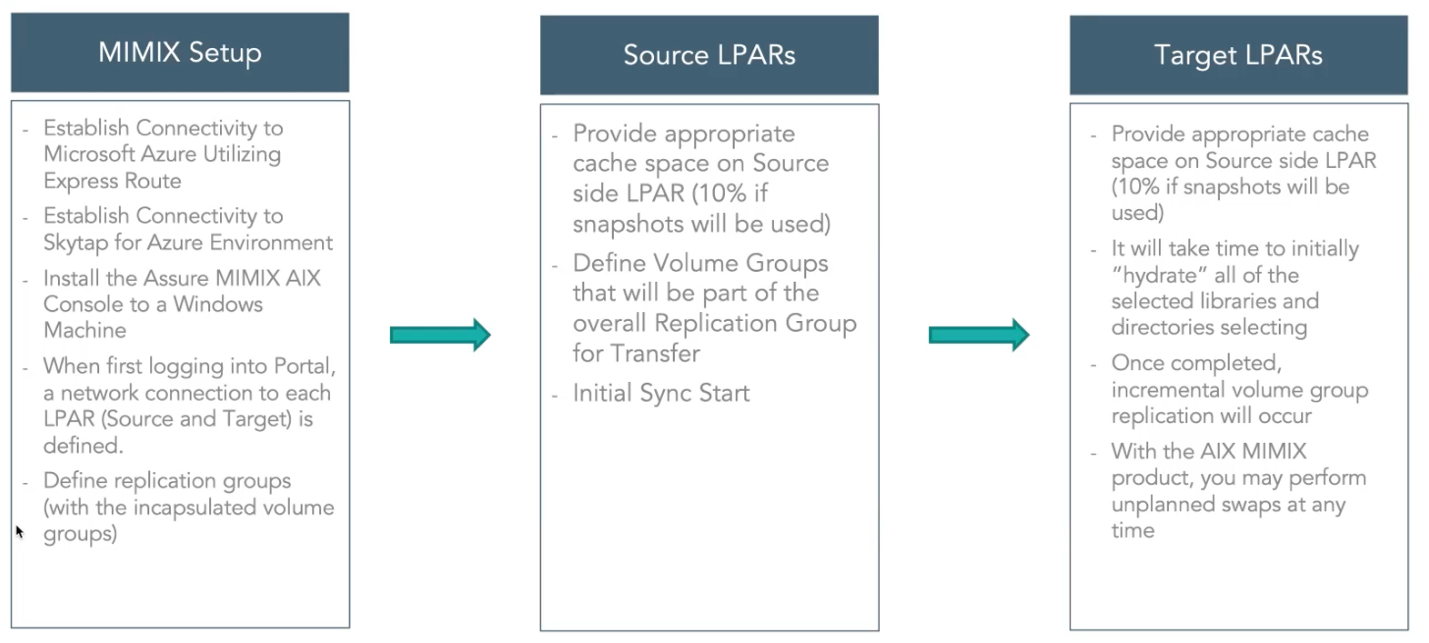 MIMIX Setup
- Establish Connectivity to
Microsoft Azure Utilizing
Express Route
- Establish Connectivity to
Skytap for Azure Environment
- Install the Assure MIMIX AIX
Console to a Windows
Machine
- When first logging into Portal,
a network connection to each
LPAR (Source and Target) is
defined.
- Define replication groups
(with the incapsulated volume
groups)
Source LPARs
- Provide appropriate
cache space on Source
side LPAR (10% if
snapshots will be used)
- Define Volume Groups
that will be part of the
overall Replication Group
for Transfer
- Initial Sync Start
Target LPARs
- Provide appropriate cache
space on Source side LPAR
(10% if snapshots will be
used)
- It will take time to initially
“hydrate” all of the
selected libraries and
directories selecting
- Once completed,
incremental volume group
replication will occur
- With the AIX MIMIX
product, you may perform
unplanned swaps at any
time